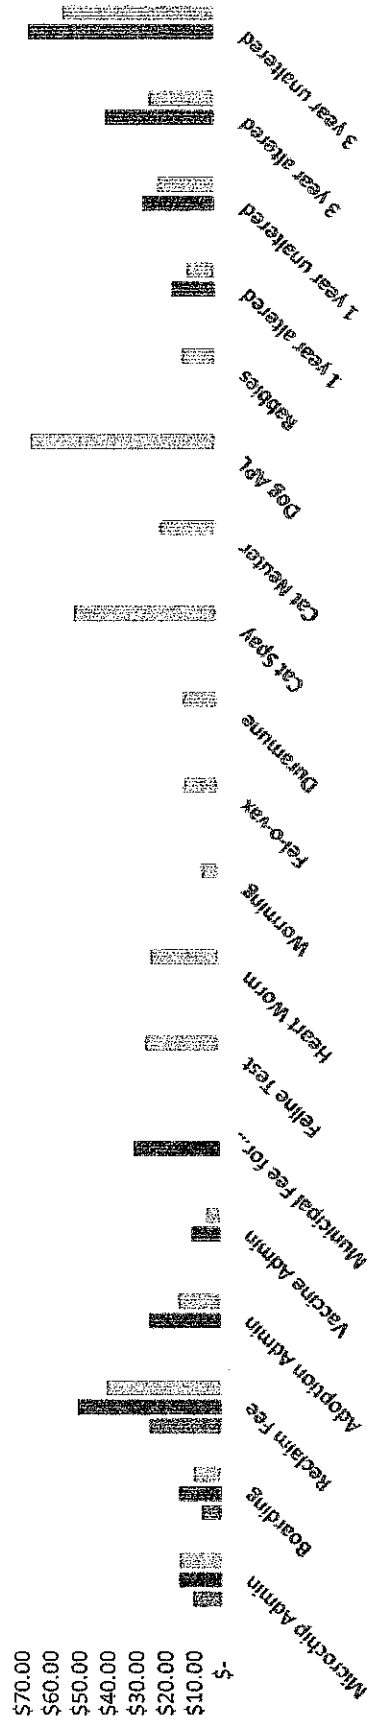 $70.00
$60.00
$50.00
$40.00
$30.00
$20.00
$10.00
$-
Microchip Admin
Boarding
Reclaim Fee
Adoption Admin
Vaccine Admin
Municipal Fee for...
Feline Test
Heart Worm
Worming
Fel-o-vax
Duramune
Cat Spay
Cat Neuter
Dog APL
Rabbies
1 year altered
1 year unaltered
3 year altered
3 year unaltered